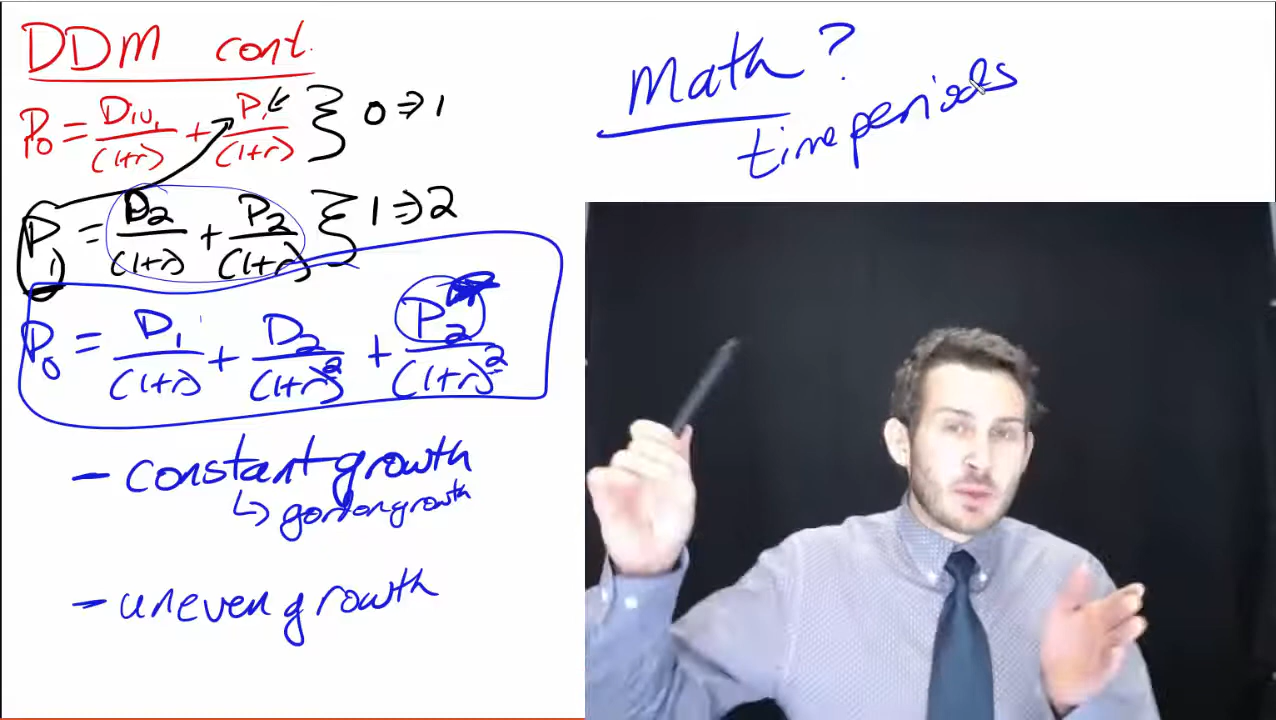 DDM cont.
P0 = Div1/(1+r) + P1/(1+r) } 0 ⇒ 1
P1 = D2/(1+r) + P2/(1+r) } 1 ⇒ 2
P0 = D1/(1+r) + D2/(1+r)² + P2/(1+r)²
- constant growth
↳ gordon growth
- uneven growth
Math ?
time periods